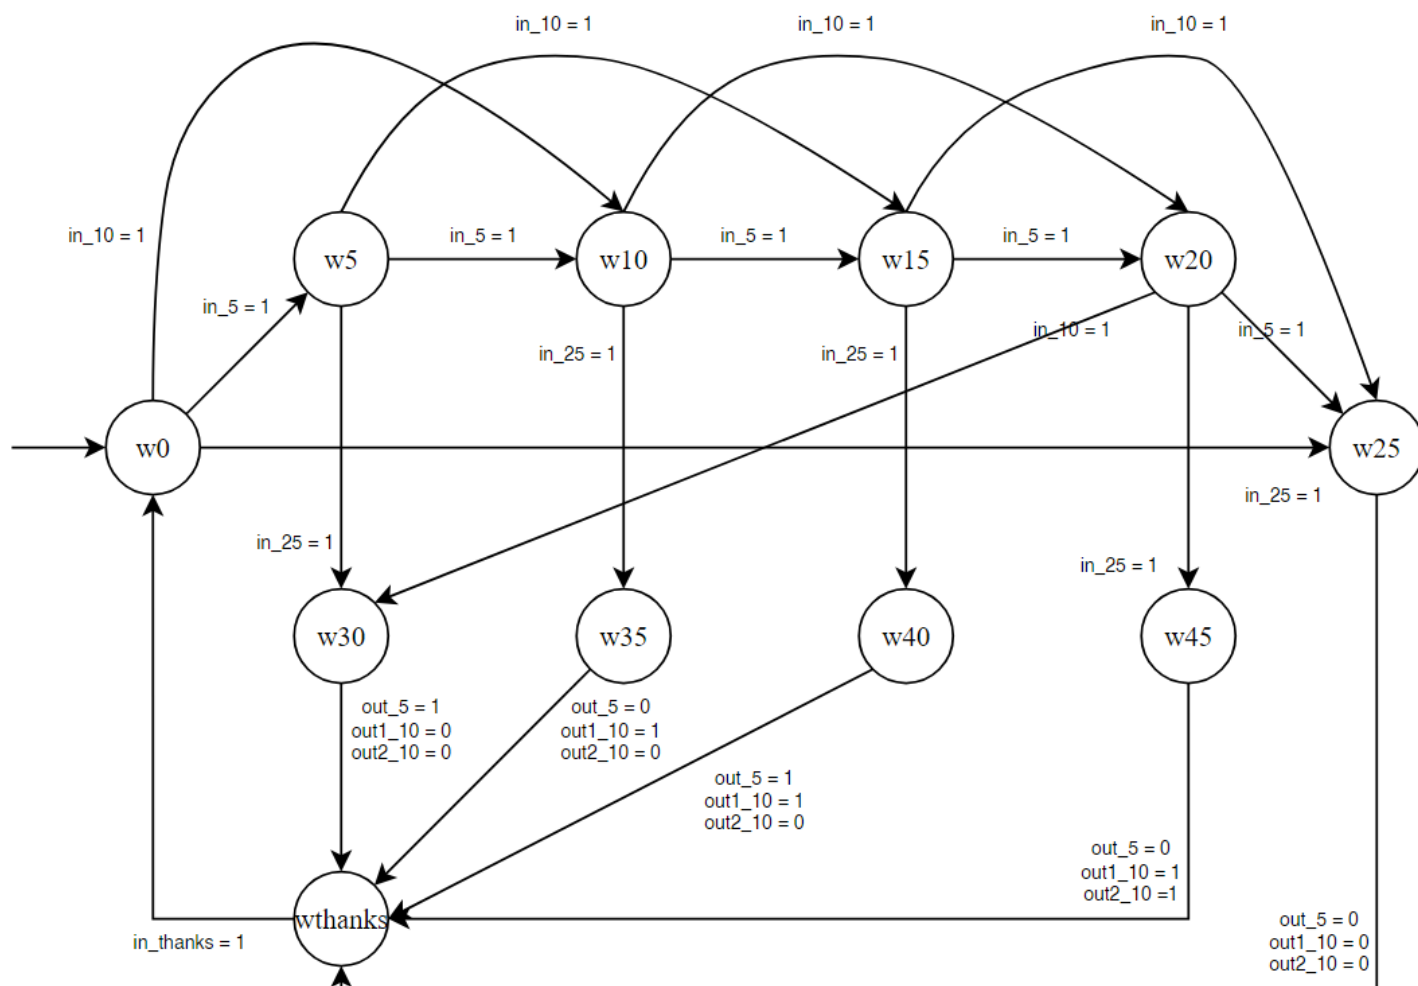 in_10 = 1
in_10 = 1
in_10 = 1
in_10 = 1
in_5 = 1
in_5 = 1
in_5 = 1
w5
w10
w15
w20
in_5 = 1
in_10 = 1
in_5 = 1
in_25 = 1
in_25 = 1
w0
w25
in_25 = 1
in_25 = 1
in_25 = 1
w30
w35
w40
w45
out_5 = 1
out1_10 = 0
out2_10 = 0
out_5 = 0
out1_10 = 1
out2_10 = 0
out_5 = 1
out1_10 = 1
out2_10 = 0
out_5 = 0
out1_10 = 1
out2_10 =1
wthanks
in_thanks = 1
out_5 = 0
out1_10 = 0
out2_10 = 0